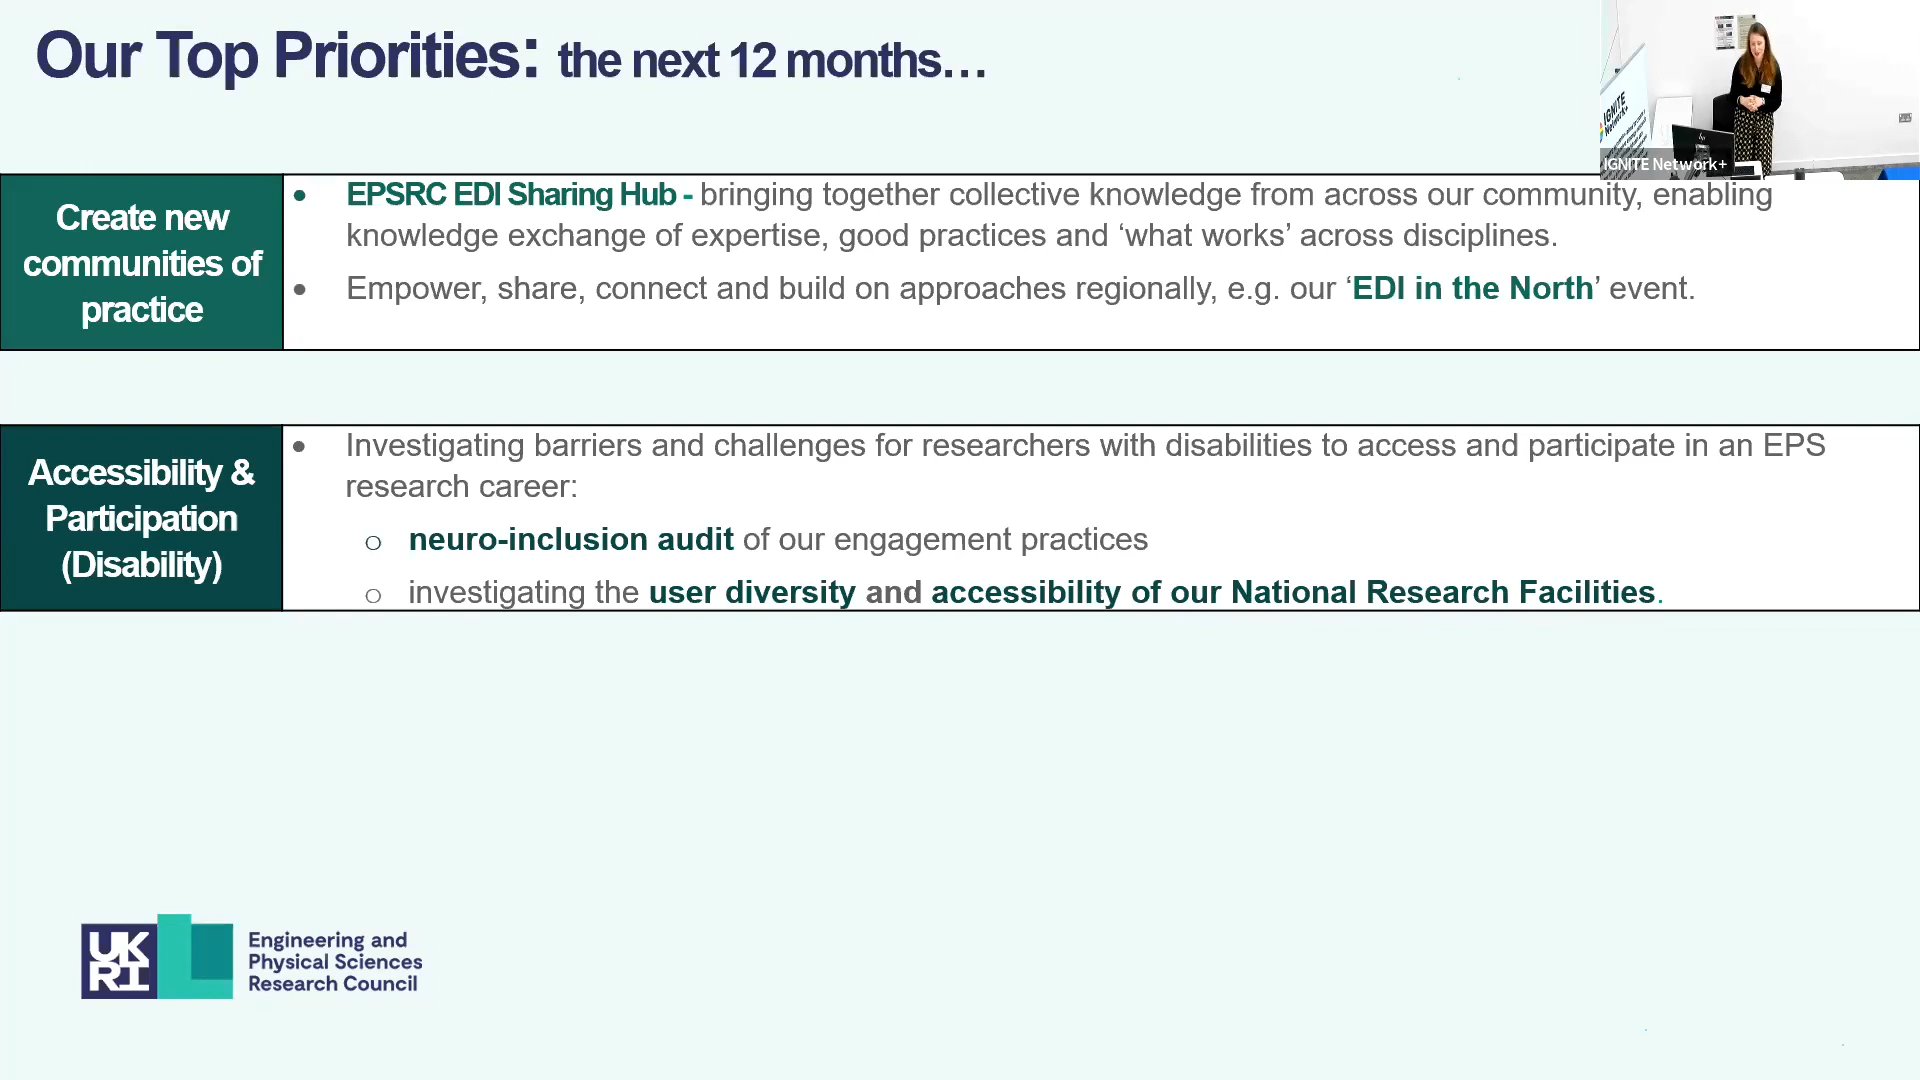 Our Top Priorities: the next 12 months…
IGNITE
Network+
IGNITE Network+
Create new
communities of
practice
• EPSRC EDI Sharing Hub - bringing together collective knowledge from across our community, enabling
knowledge exchange of expertise, good practices and ‘what works’ across disciplines.
• Empower, share, connect and build on approaches regionally, e.g. our ‘EDI in the North’ event.
Accessibility &
Participation
(Disability)
• Investigating barriers and challenges for researchers with disabilities to access and participate in an EPS
research career:
o neuro-inclusion audit of our engagement practices
o investigating the user diversity and accessibility of our National Research Facilities.
UK
RI
Engineering and
Physical Sciences
Research Council